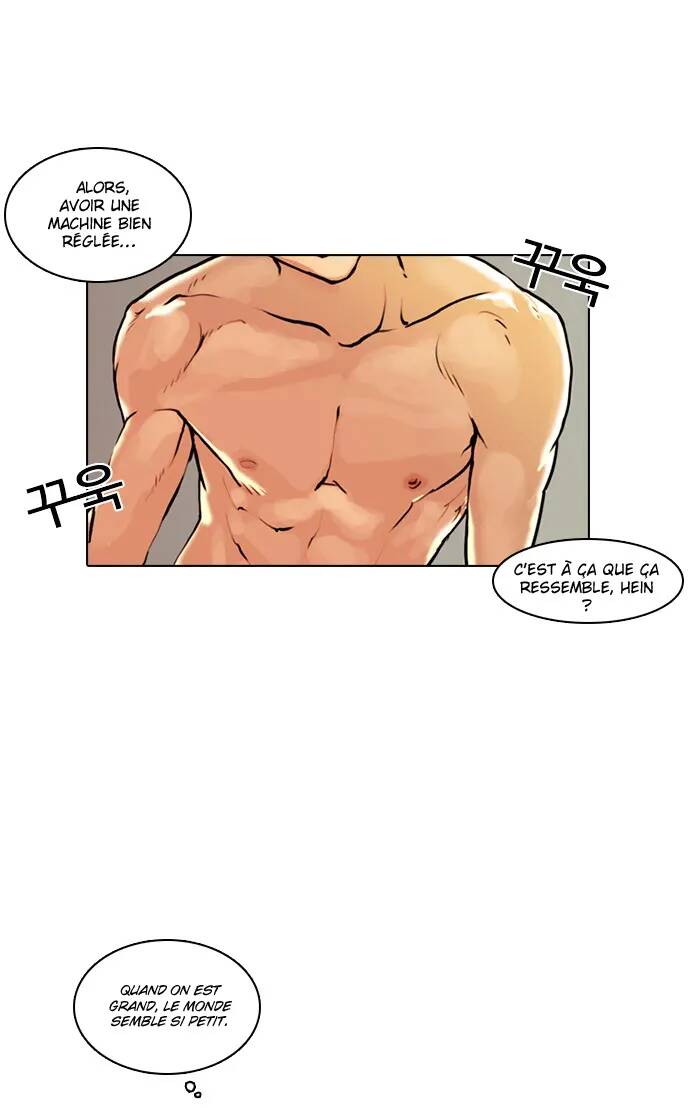 ALORS,
AVOIR UNE
MACHINE BIEN
RÉGLÉE...
꾸욱
꾸욱
C'EST À ÇA QUE ÇA
RESSEMBLE, HEIN
?
QUAND ON EST
GRAND, LE MONDE
SEMBLE SI PETIT.